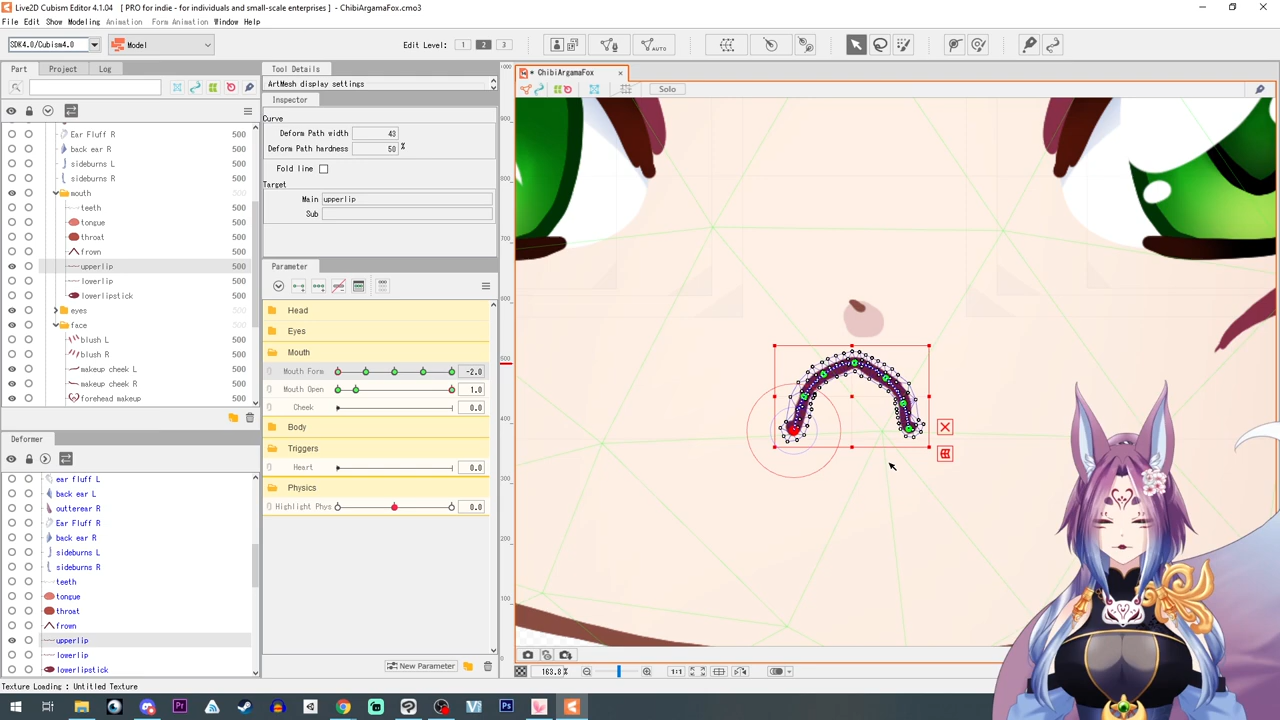 Live2D Cubism Editor 4.1.04 [ PRO for indie - for individuals and small-scale enterprises ] - ChibiArgamaFox.cmo3
File Edit Show Modeling Animation Form Animation Window Help
SDK4.0/Cubism4.0 Model Edit Level: 1 2 3 AUTO
Part Project Log
Tool Details
ArtMesh display settings
Inspector
* ChibiArgamaFox
Solo
Curve
Deform Path width 43
Deform Path hardness 50 %
Fold line
Target
Main upperlip
Sub
Ear Fluff R 500
back ear R 500
sideburns L 500
sideburns R 500
mouth 500
teeth 500
tongue 500
throat 500
frown 500
upperlip 500
lowerlip 500
lowerlipstick 500
eyes 500
face 500
blush L 500
blush R 500
makeup cheek L 500
makeup cheek R 500
forehead makeup 500
Parameter
Head
Eyes
Mouth
Mouth Form -2.0
Mouth Open 1.0
Cheek 0.0
Body
Triggers
Heart 0.0
Physics
Highlight Phys 0.0
New Parameter
Deformer
ear fluff L
back ear L
outterear R
Ear Fluff R
back ear R
sideburns L
sideburns R
teeth
tongue
throat
frown
upperlip
lowerlip
lowerlipstick
163.8%
1:1
Texture Loading : Untitled Texture